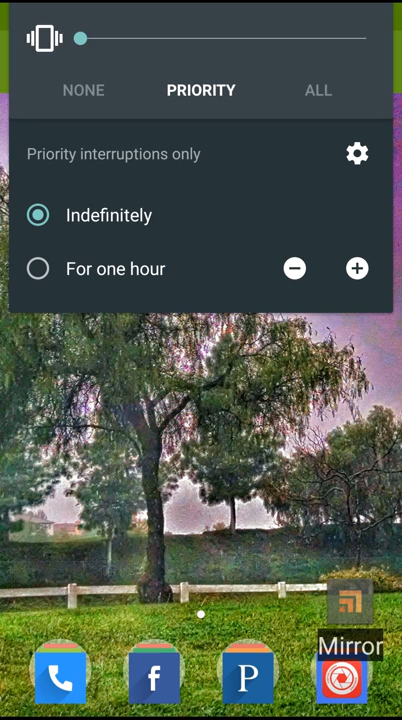 NONE PRIORITY ALL
Priority interruptions only
Indefinitely
For one hour
Mirror
f P